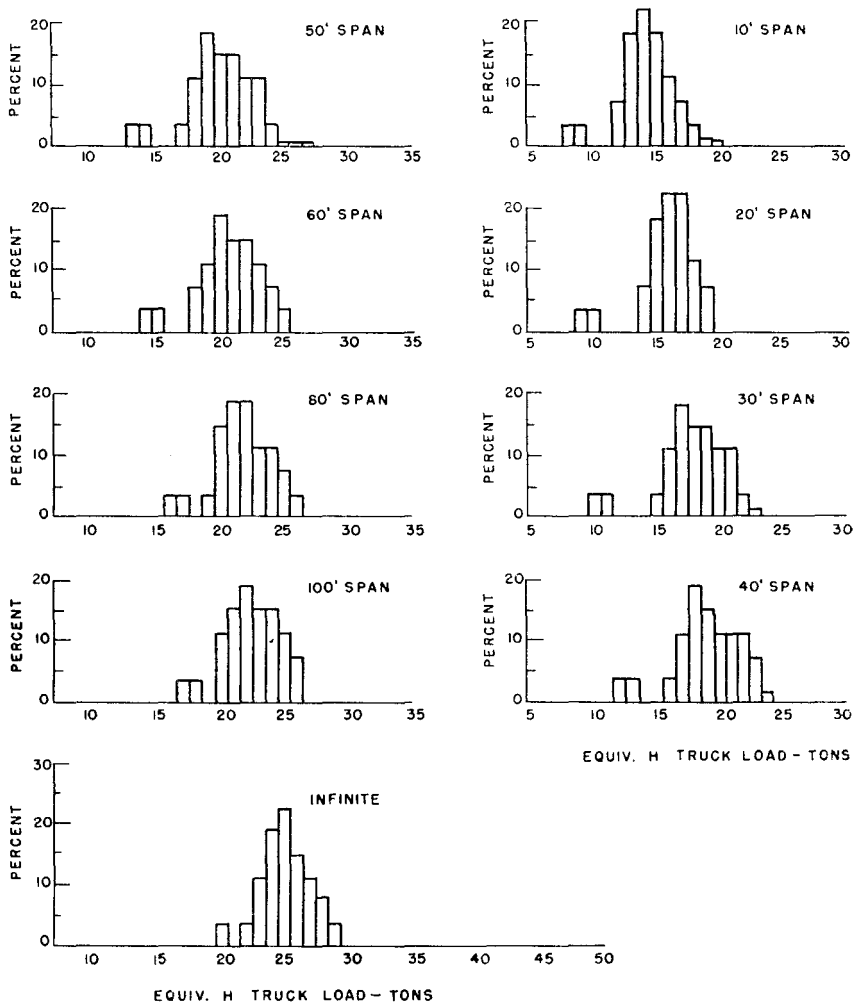 50' SPAN
PERCENT
20
10
0
10 15 20 25 30 35
10' SPAN
PERCENT
20
10
0
5 10 15 20 25 30
60' SPAN
PERCENT
20
10
0
10 15 20 25 30 35
20' SPAN
PERCENT
20
10
0
5 10 15 20 25 30
80' SPAN
PERCENT
20
10
0
10 15 20 25 30 35
30' SPAN
PERCENT
20
10
0
5 10 15 20 25 30
100' SPAN
PERCENT
20
10
0
10 15 20 25 30 35
40' SPAN
PERCENT
20
10
0
5 10 15 20 25 30
EQUIV. H TRUCK LOAD - TONS
INFINITE
PERCENT
30
20
10
0
10 15 20 25 30 35 40 45 50
EQUIV. H TRUCK LOAD - TONS